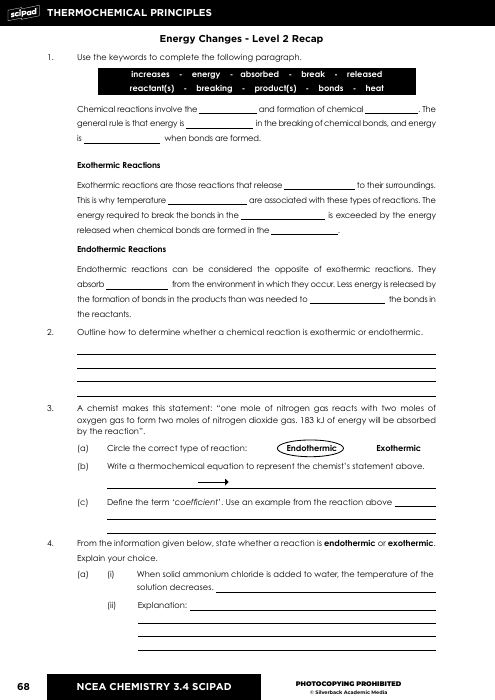 scipad THERMOCHEMICAL PRINCIPLES
Energy Changes - Level 2 Recap
1. Use the keywords to complete the following paragraph.
increases - energy - absorbed - break - released
reactant(s) - breaking - product(s) - bonds - heat
Chemical reactions involve the ____________ and formation of chemical ____________. The
general rule is that energy is ____________ in the breaking of chemical bonds, and energy
is ____________ when bonds are formed.
Exothermic Reactions
Exothermic reactions are those reactions that release ____________ to their surroundings.
This is why temperature ____________ are associated with these types of reactions. The
energy required to break the bonds in the ____________ is exceeded by the energy
released when chemical bonds are formed in the ____________.
Endothermic Reactions
Endothermic reactions can be considered the opposite of exothermic reactions. They
absorb ____________ from the environment in which they occur. Less energy is released by
the formation of bonds in the products than was needed to ____________ the bonds in
the reactants.
2. Outline how to determine whether a chemical reaction is exothermic or endothermic.
3. A chemist makes this statement: “one mole of nitrogen gas reacts with two moles of
oxygen gas to form two moles of nitrogen dioxide gas. 183 kJ of energy will be absorbed
by the reaction”.
(a) Circle the correct type of reaction: Endothermic Exothermic
(b) Write a thermochemical equation to represent the chemist’s statement above.
(c) Define the term ‘coefficient’. Use an example from the reaction above ________
4. From the information given below, state whether a reaction is endothermic or exothermic.
Explain your choice.
(a) (i) When solid ammonium chloride is added to water, the temperature of the
solution decreases. ____________
(ii) Explanation: ____________
68 NCEA CHEMISTRY 3.4 SCIPAD PHOTOCOPYING PROHIBITED
© Silverback Academic Media